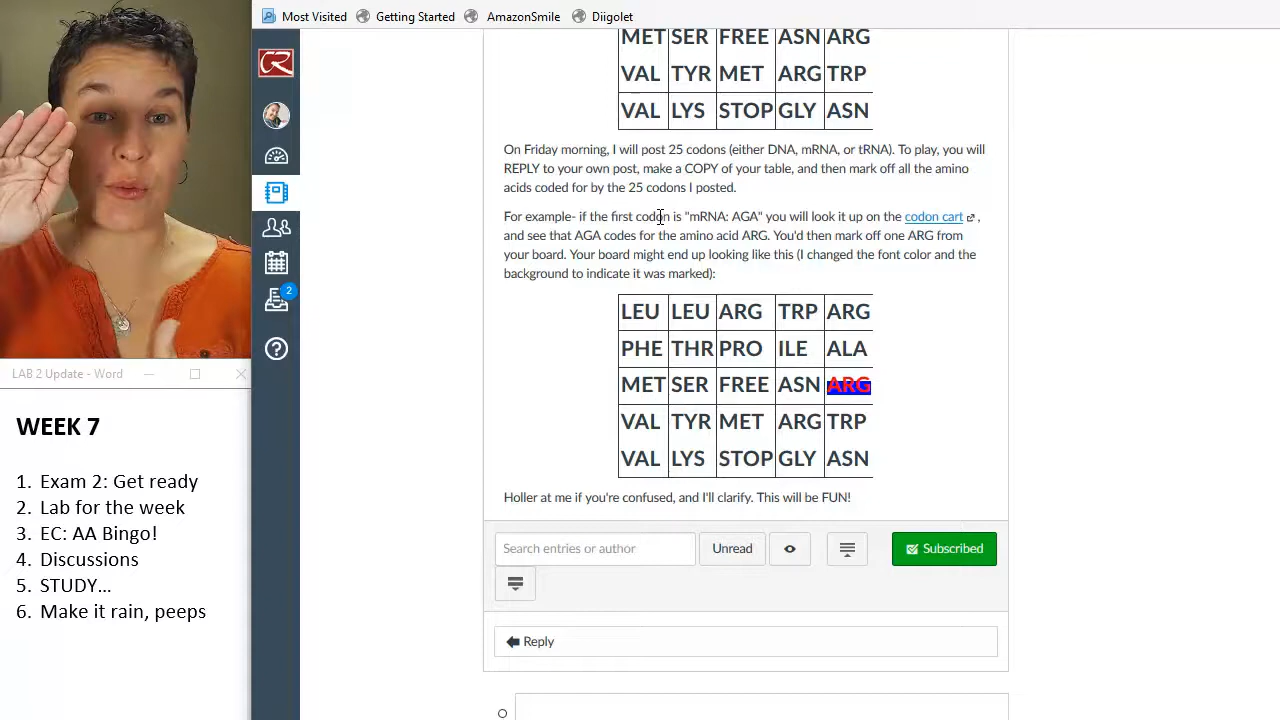 Most Visited Getting Started AmazonSmile Diigolet
MET SER FREE ASN ARG
VAL TYR MET ARG TRP
VAL LYS STOP GLY ASN
On Friday morning, I will post 25 codons (either DNA, mRNA, or tRNA). To play, you will
REPLY to your own post, make a COPY of your table, and then mark off all the amino
acids coded for by the 25 codons I posted.
For example- if the first codon is "mRNA: AGA" you will look it up on the codon cart ,
and see that AGA codes for the amino acid ARG. You'd then mark off one ARG from
your board. Your board might end up looking like this (I changed the font color and the
background to indicate it was marked):
LEU LEU ARG TRP ARG
PHE THR PRO ILE ALA
MET SER FREE ASN ARG
VAL TYR MET ARG TRP
VAL LYS STOP GLY ASN
Holler at me if you're confused, and I'll clarify. This will be FUN!
Search entries or author Unread Subscribed
Reply
2
LAB 2 Update - Word
WEEK 7
1. Exam 2: Get ready
2. Lab for the week
3. EC: AA Bingo!
4. Discussions
5. STUDY...
6. Make it rain, peeps